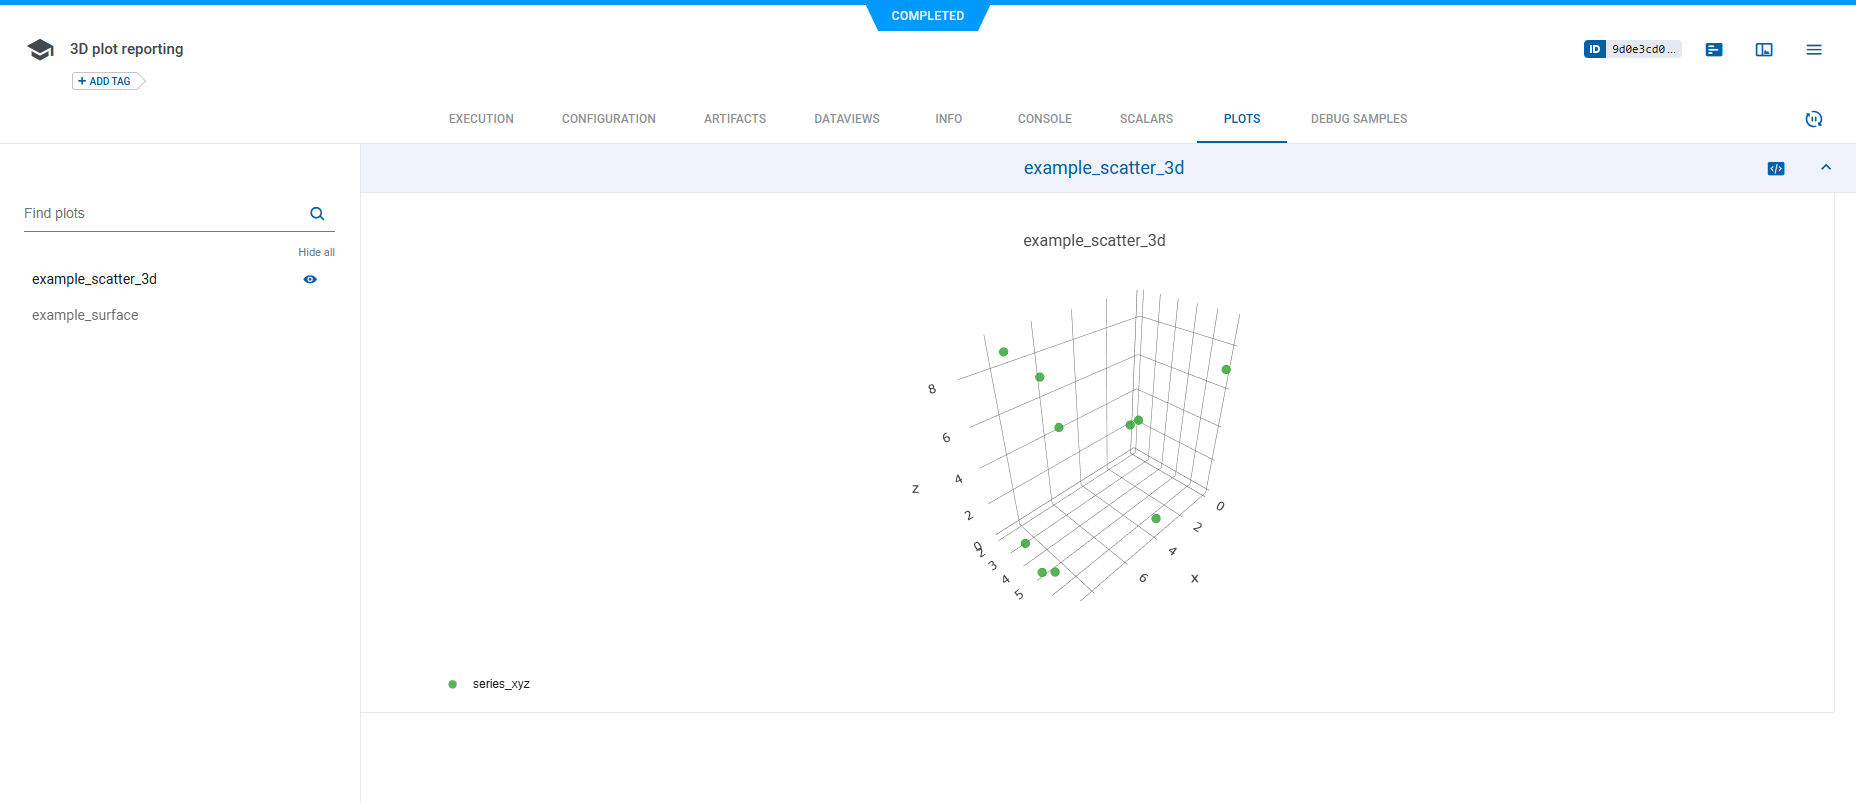 COMPLETED
3D plot reporting
ID 9d0e3cd0...
+ ADD TAG
EXECUTION CONFIGURATION ARTIFACTS DATAVIEWS INFO CONSOLE SCALARS PLOTS DEBUG SAMPLES
example_scatter_3d
Find plots
Hide all
example_scatter_3d
example_surface
example_scatter_3d
8
6
4
2
0
z
2
3
4
5
0
2
4
6
x
series_xyz